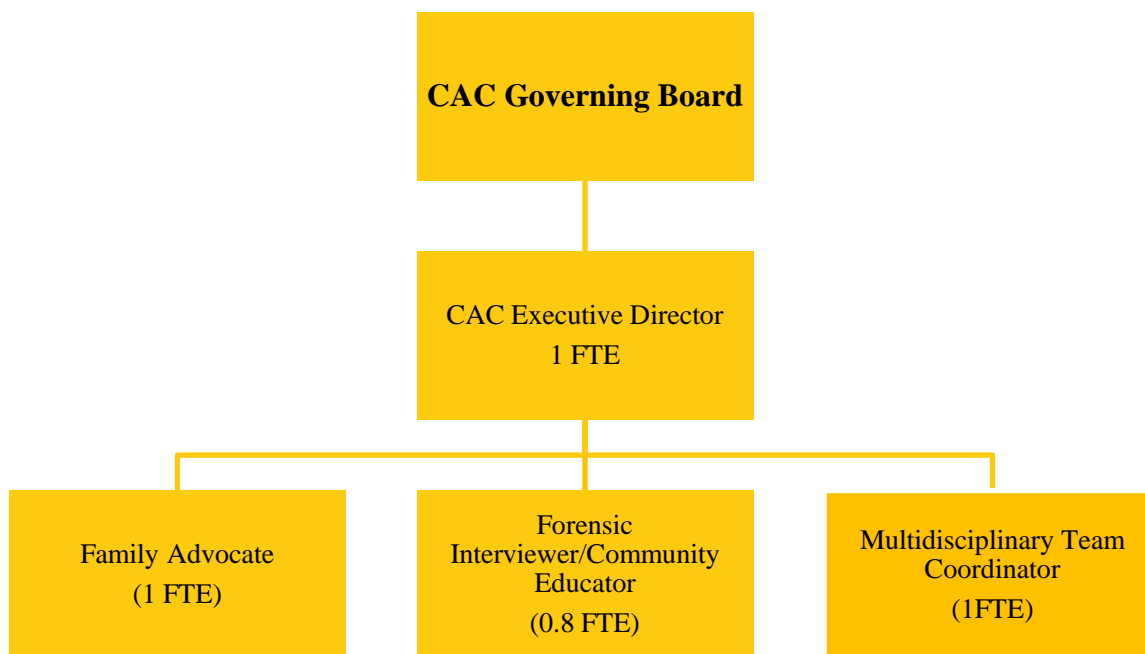 CAC Governing Board
CAC Executive Director
1 FTE
Family Advocate
(1 FTE)
Forensic
Interviewer/Community
Educator
(0.8 FTE)
Multidisciplinary Team
Coordinator
(1FTE)